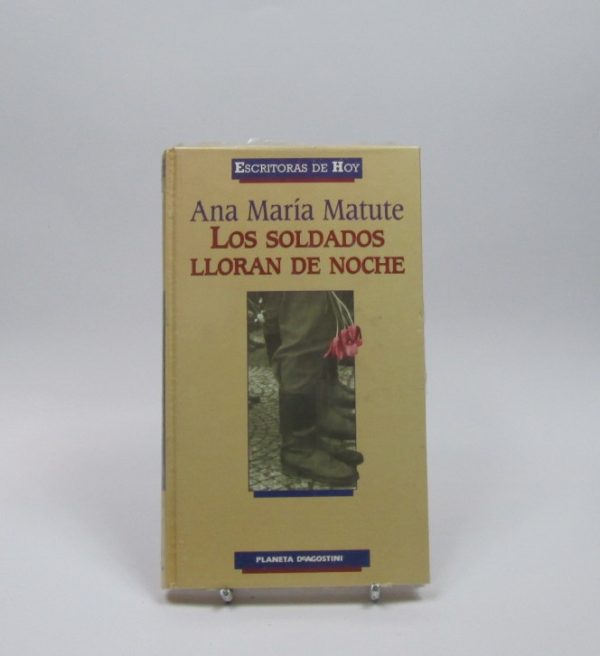 ESCRITORAS DE HOY
Ana María Matute
LOS SOLDADOS
LLORAN DE NOCHE
PLANETA DeAGOSTINI